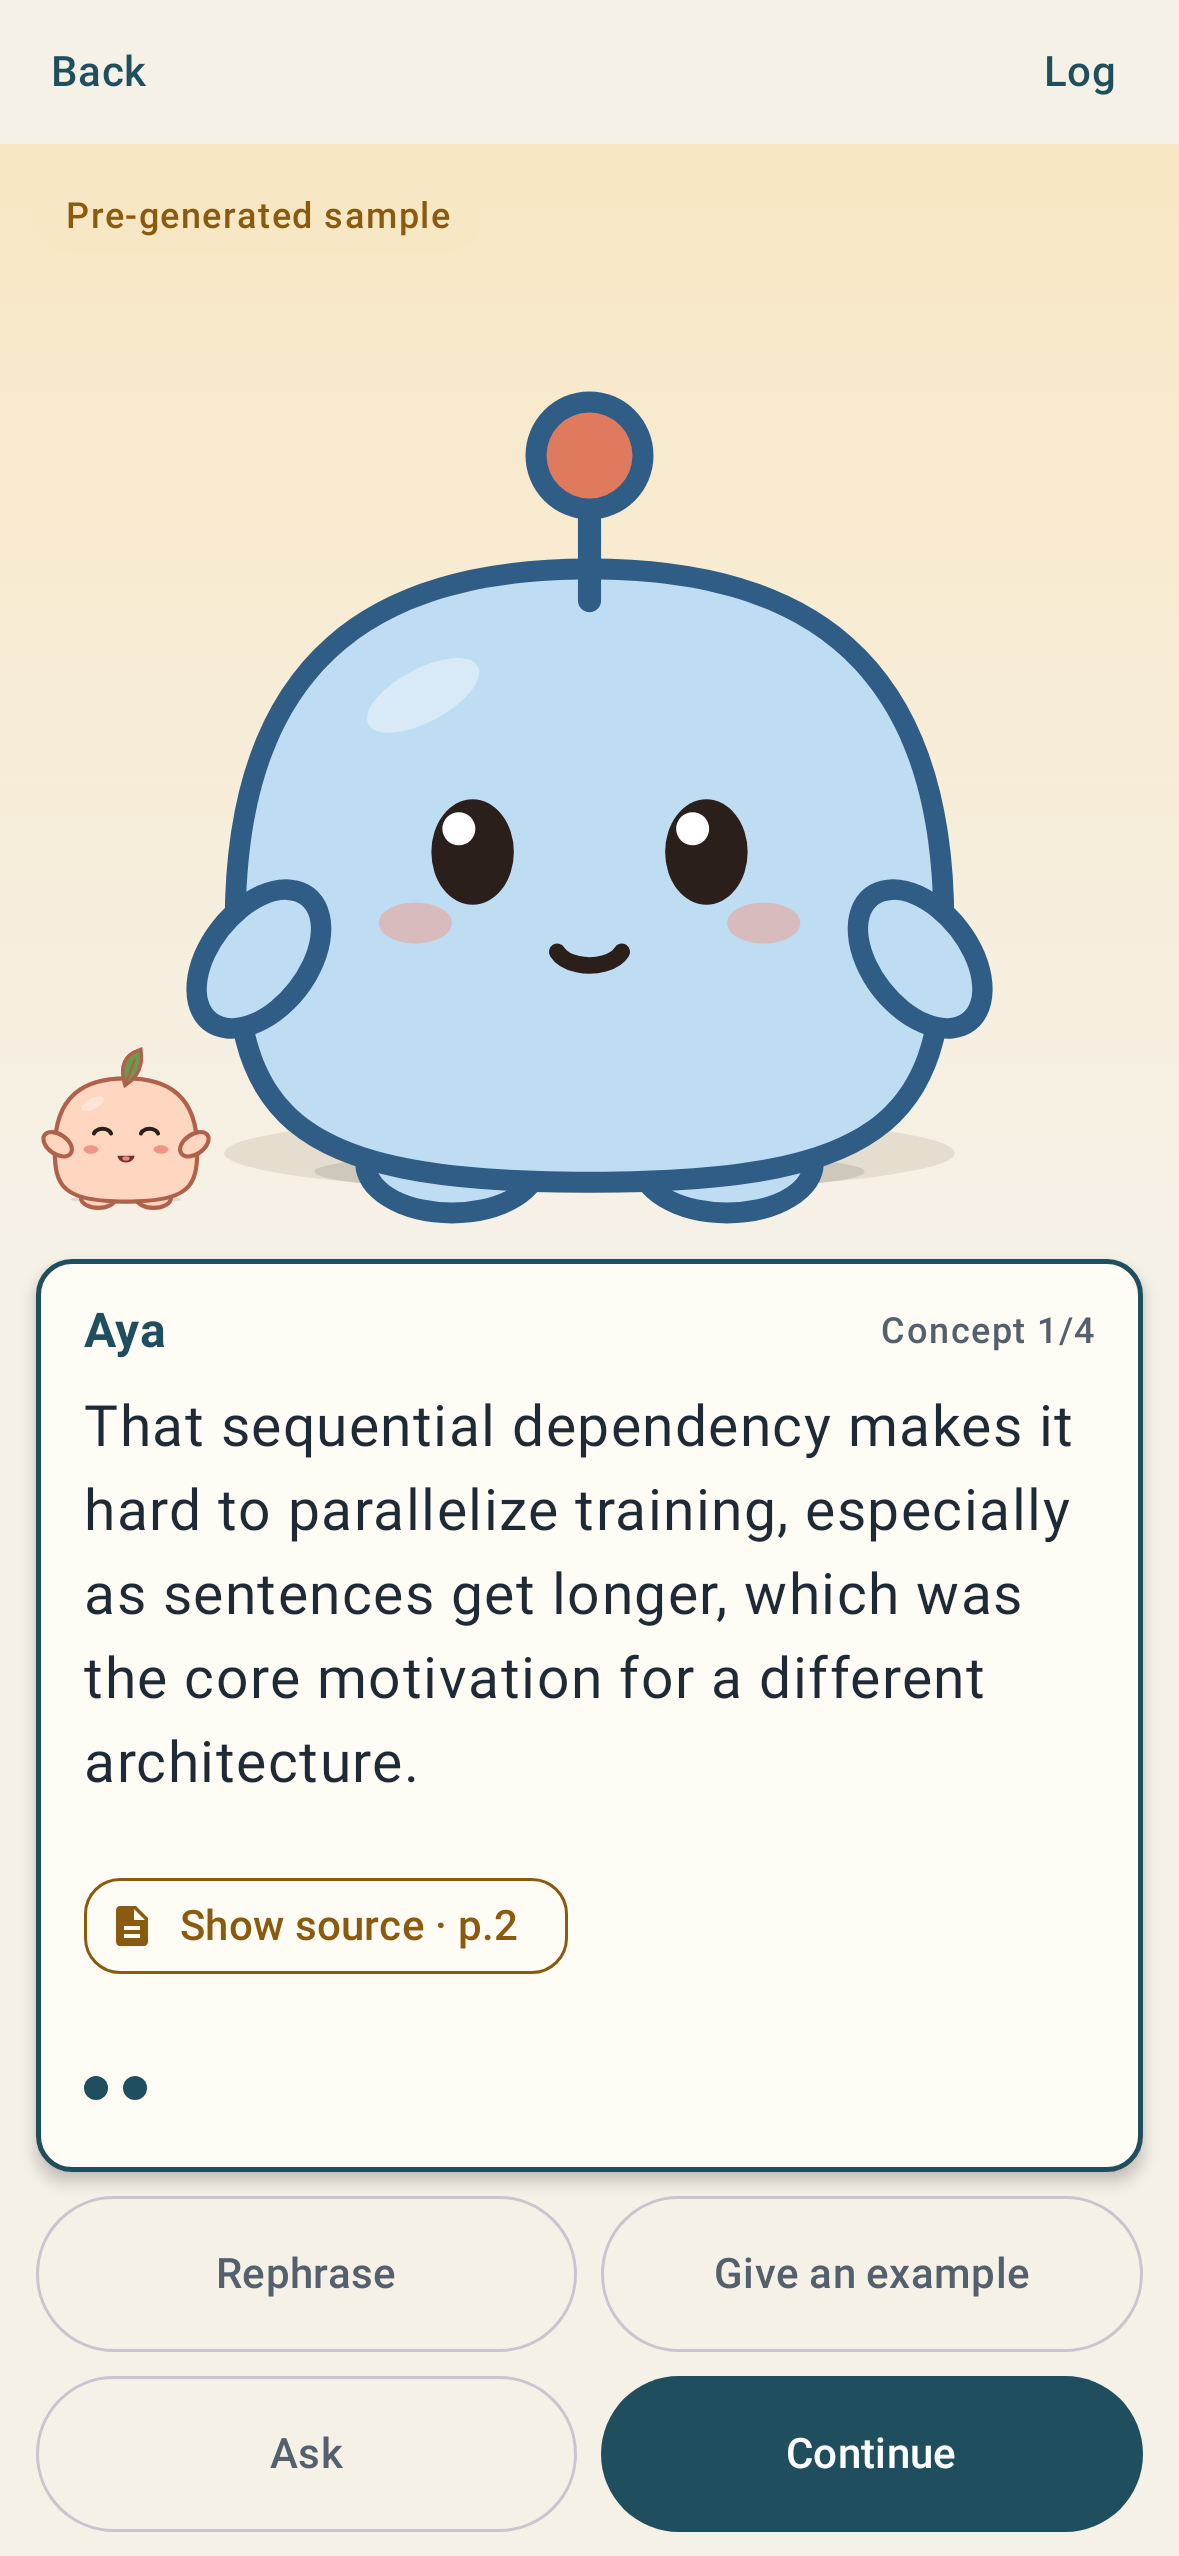 Back
Log
Pre-generated sample
Aya
Concept 1/4
That sequential dependency makes it
hard to parallelize training, especially
as sentences get longer, which was
the core motivation for a different
architecture.
Show source · p.2
Rephrase
Give an example
Ask
Continue